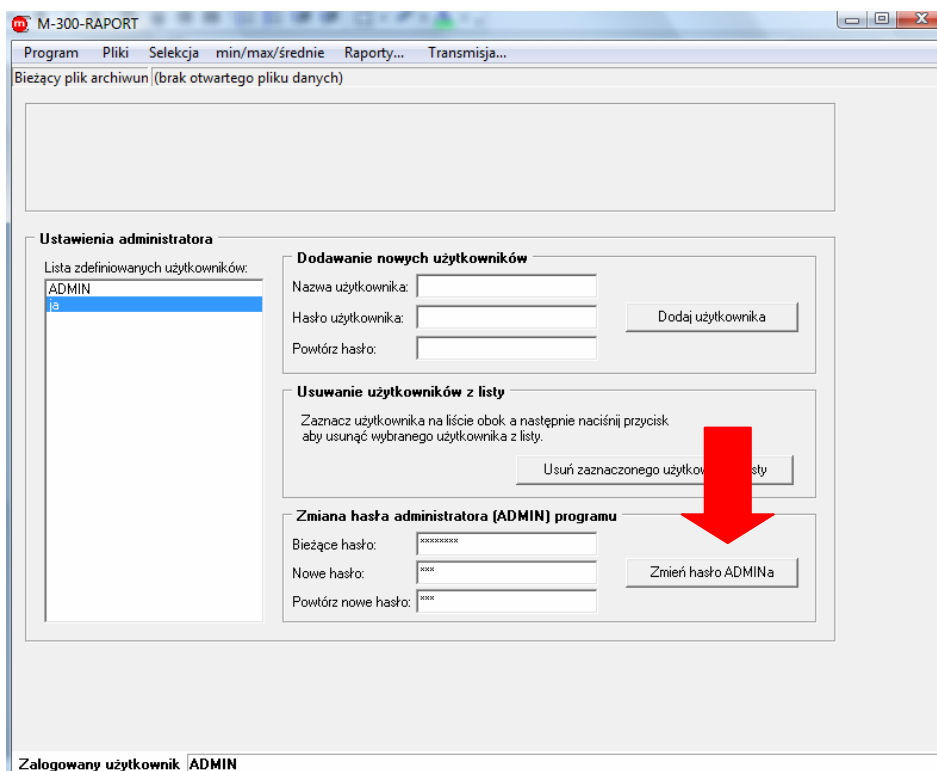 M-300-RAPORT
Program Pliki Selekcja min/max/średnie Raporty... Transmisja...
Bieżący plik archiwun (brak otwartego pliku danych)
Ustawienia administratora
Lista zdefiniowanych użytkowników:
ADMIN
ja
Dodawanie nowych użytkowników
Nazwa użytkownika:
Hasło użytkownika:
Dodaj użytkownika
Powtórz hasło:
Usuwanie użytkowników z listy
Zaznacz użytkownika na liście obok a następnie naciśnij przycisk
aby usunąć wybranego użytkownika z listy.
Usuń zaznaczonego
Zmiana hasła administratora (ADMIN) programu
Bieżące hasło: ********
Nowe hasło: ***
Zmień hasło ADMINa
Powtórz nowe hasło: ***
Zalogowany użytkownik ADMIN